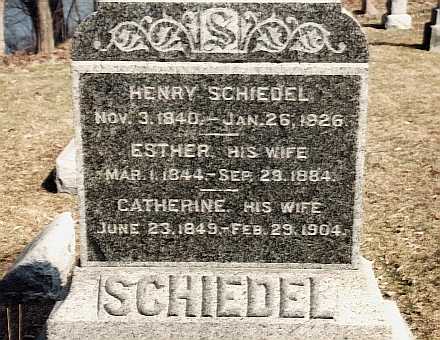 S
HENRY SCHIEDEL
NOV. 3, 1840.–JAN. 26, 1926.
ESTHER, HIS WIFE
MAR. 1, 1844.–SEP. 29, 1884.
CATHERINE, HIS WIFE
JUNE 23, 1849.–FEB. 29, 1904.
SCHIEDEL